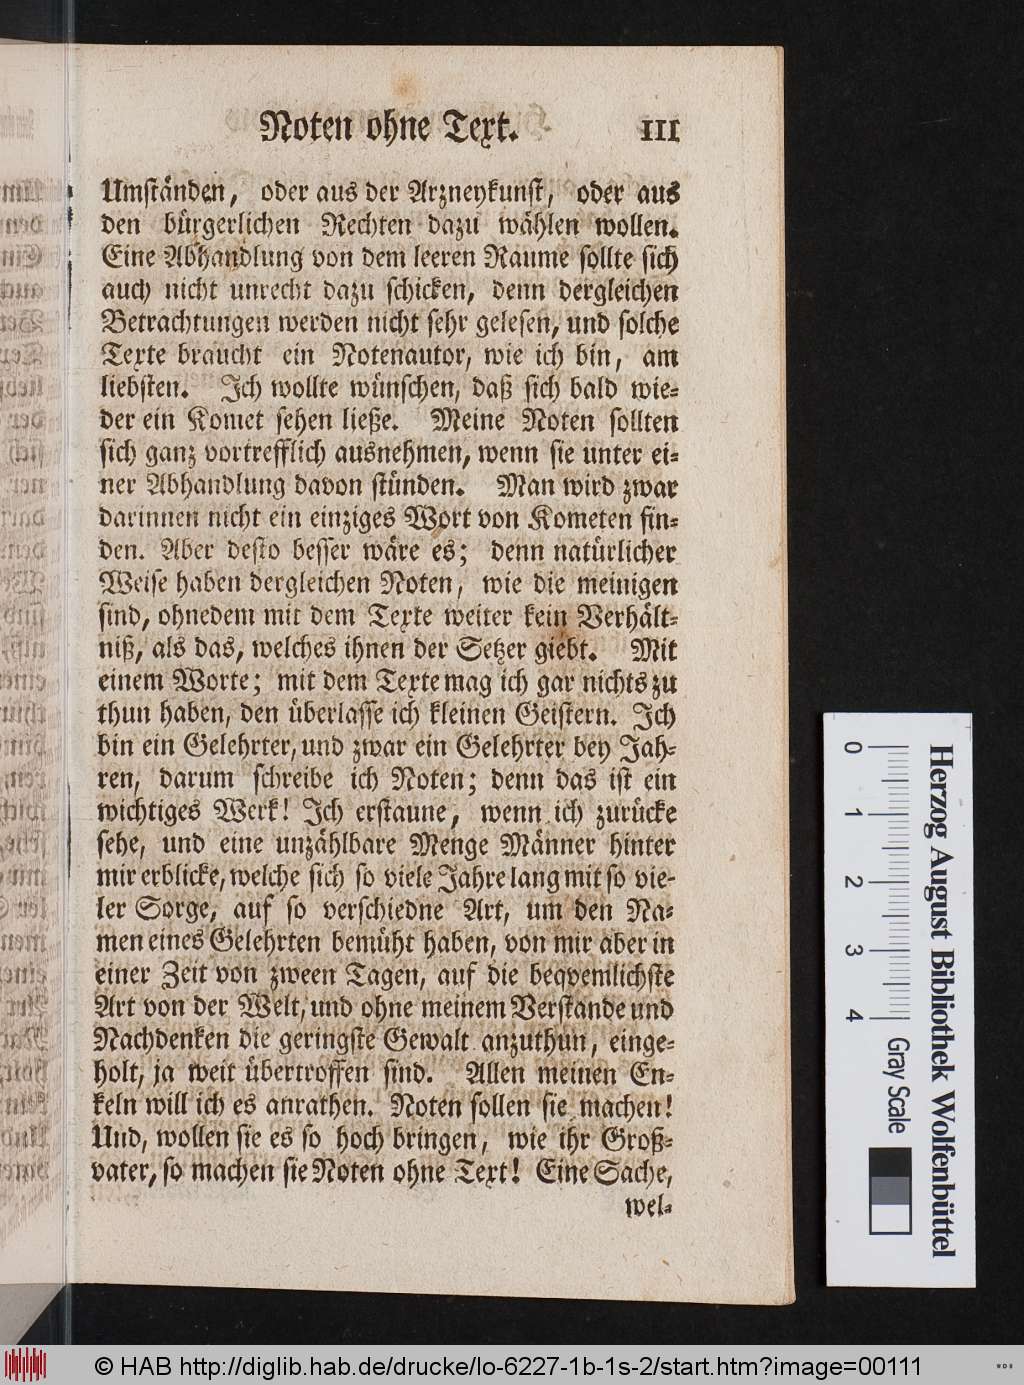 Noten ohne Text. 111
Umständen, oder aus der Arzneykunst, oder aus
den bürgerlichen Rechten dazu wählen wollen.
Eine Abhandlung von dem leeren Raume sollte sich
auch nicht unrecht dazu schicken, denn dergleichen
Betrachtungen werden nicht sehr gelesen, und solche
Texte braucht ein Notenautor, wie ich bin, am
liebsten. Ich wollte wünschen, daß sich bald wie-
der ein Komet sehen ließe. Meine Noten sollten
sich ganz vortrefflich ausnehmen, wenn sie unter ei-
ner Abhandlung davon stünden. Man wird zwar
darinnen nicht ein einziges Wort von Kometen fin-
den. Aber desto besser wäre es; denn natürlicher
Weise haben dergleichen Noten, wie die meinigen
sind, ohnedem mit dem Texte weiter kein Verhält-
niß, als das, welches ihnen der Setzer giebt. Mit
einem Worte; mit dem Texte mag ich gar nichts zu
thun haben, den überlasse ich kleinen Geistern. Ich
bin ein Gelehrter, und zwar ein Gelehrter bey Jah-
ren, darum schreibe ich Noten; denn das ist ein
wichtiges Werk! Ich erstaune, wenn ich zurücke
sehe, und eine unzählbare Menge Männer hinter
mir erblicke, welche sich so viele Jahre lang mit so vie-
ler Sorge, auf so verschiedne Art, um den Na-
men eines Gelehrten bemüht haben, von mir aber in
einer Zeit von zween Tagen, auf die beqvemlichste
Art von der Welt, und ohne meinem Verstande und
Nachdenken die geringste Gewalt anzuthun, einge-
holt, ja weit übertroffen sind. Allen meinen En-
keln will ich es anrathen. Noten sollen sie machen!
Und, wollen sie es so hoch bringen, wie ihr Groß-
vater, so machen sie Noten ohne Text! Eine Sache,
wel-
Herzog August Bibliothek Wolfenbüttel
0 1 2 3 4 Gray Scale
© HAB http://diglib.hab.de/drucke/lo-6227-1b-1s-2/start.htm?image=00111